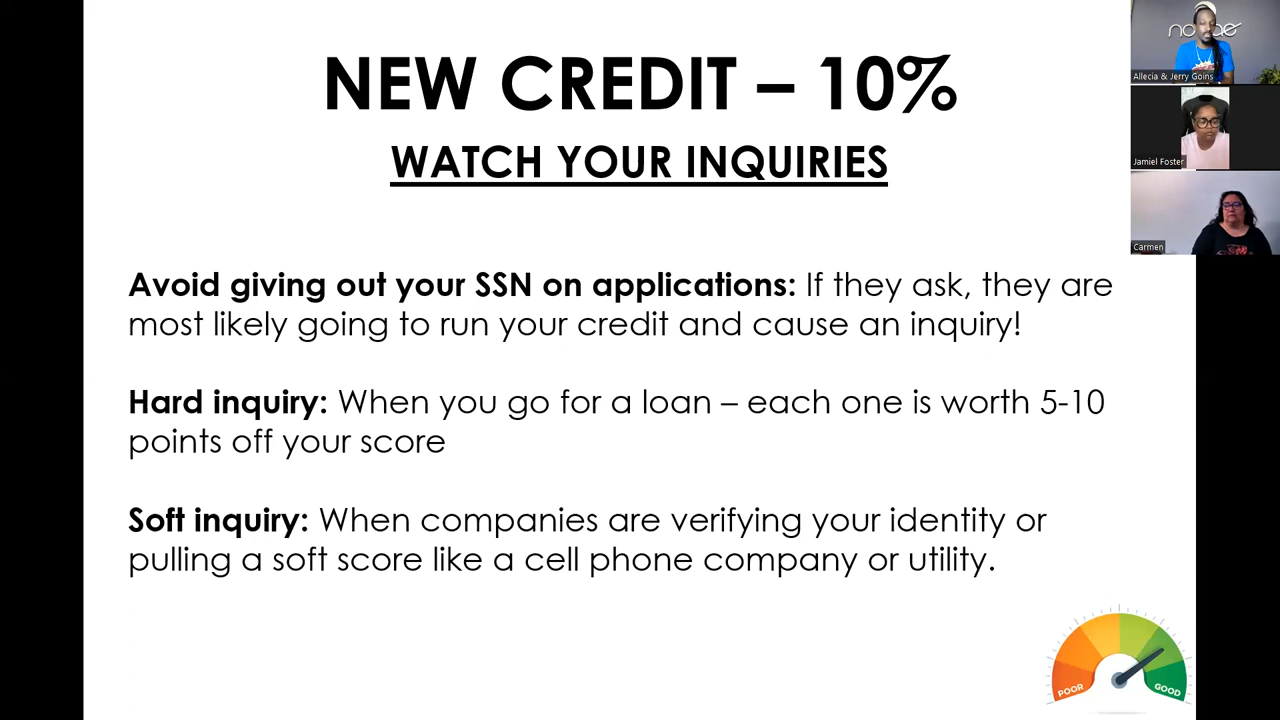 NEW CREDIT – 10%
WATCH YOUR INQUIRIES
Avoid giving out your SSN on applications: If they ask, they are
most likely going to run your credit and cause an inquiry!
Hard inquiry: When you go for a loan – each one is worth 5-10
points off your score
Soft inquiry: When companies are verifying your identity or
pulling a soft score like a cell phone company or utility.
POOR
GOOD
Allecia & Jerry Goins
Jamiel Foster
Carmen